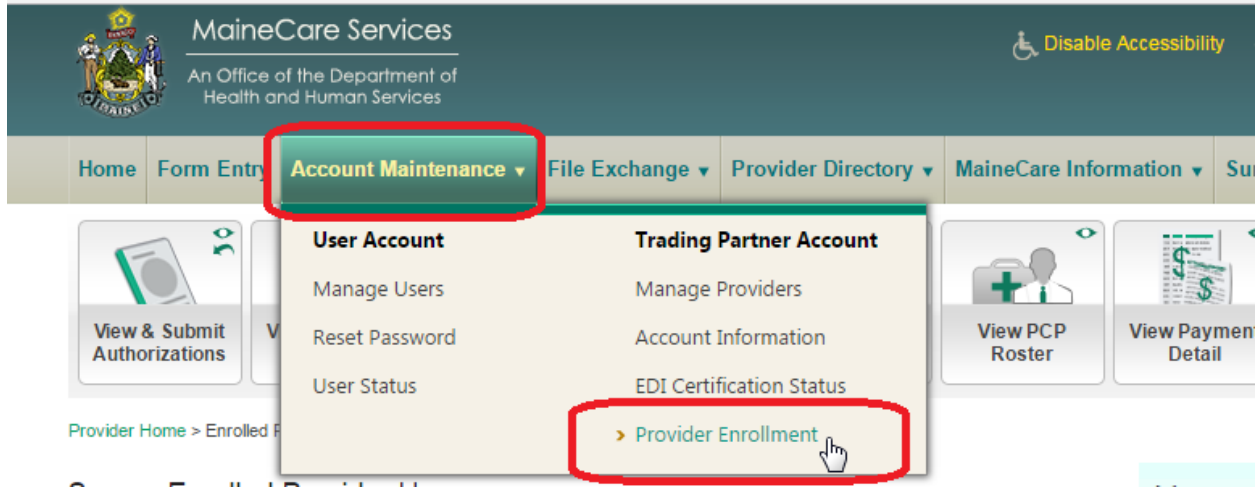 MaineCare Services
An Office of the Department of
Health and Human Services
Disable Accessibility
Home Form Entry Account Maintenance File Exchange Provider Directory MaineCare Information
User Account
Manage Users
Reset Password
User Status
Trading Partner Account
Manage Providers
Account Information
EDI Certification Status
Provider Enrollment
View & Submit
Authorizations
View PCP
Roster
View Payment
Detail
Provider Home > Enrolled